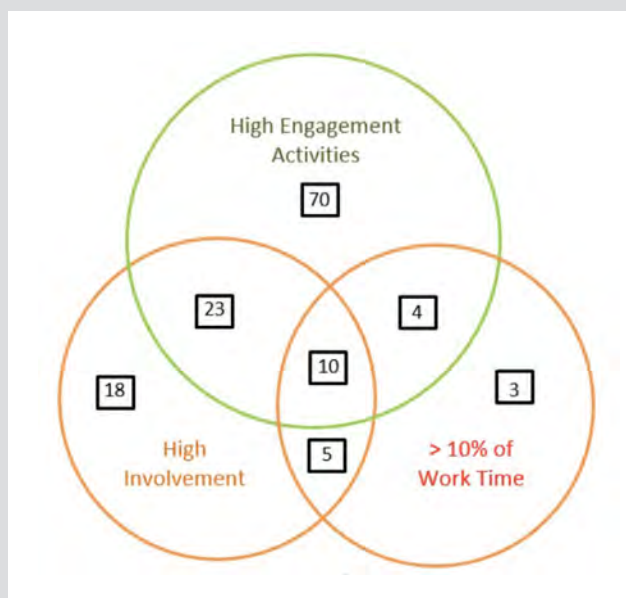 High Engagement
Activities
70
23
4
10
18
3
High
Involvement
5
> 10% of
Work Time